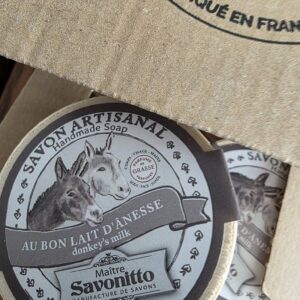 QUÉ EN FRAN
SAVON ARTISANAL
Handmade Soap
GRASSE
AU BON LAIT D'ÂNESSE
donkey's milk
Maître
Savonitto
MANUFACTURE DE SAVONS